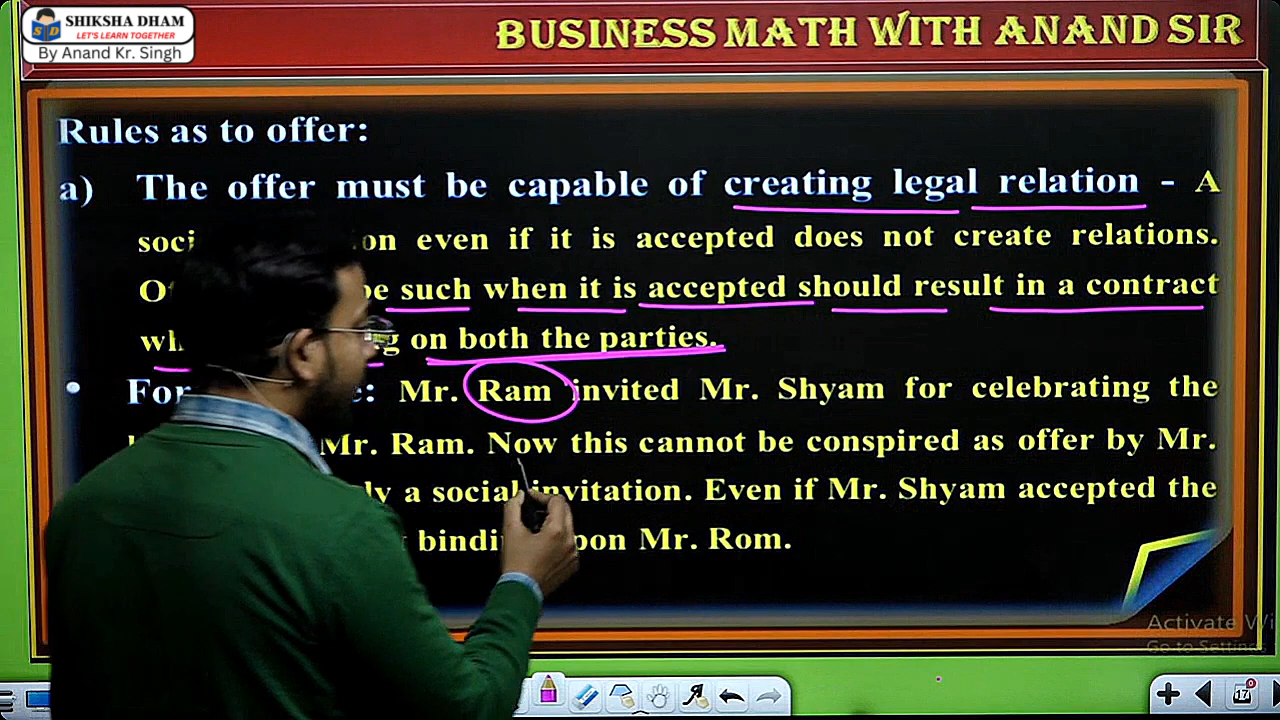 SHIKSHA DHAM
LET'S LEARN TOGETHER
S D
By Anand Kr. Singh
BUSINESS MATH WITH ANAND SIR
Rules as to offer:
a) The offer must be capable of creating legal relation - A
on even if it is accepted does not create relations.
such when it is accepted should result in a contract
on both the parties.
Mr. Ram invited Mr. Shyam for celebrating the
Mr. Ram. Now this cannot be conspired as offer by Mr.
a social invitation. Even if Mr. Shyam accepted the
Mr. Rom.
Activate Wi
Go to Settings
17
0